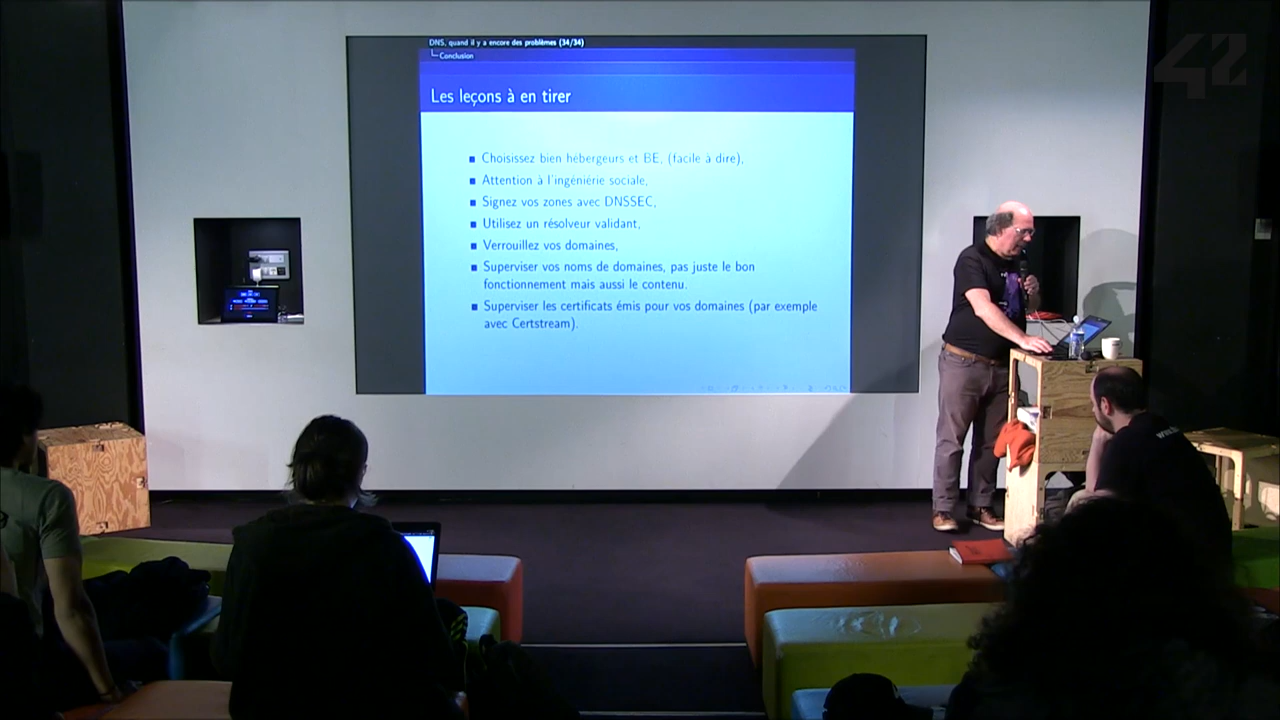 DNS, quand il y a encore des problèmes (34/34)
Conclusion
Les leçons à en tirer
Choisissez bien hébergeurs et BE, (facile à dire),
Attention à l'ingéniérie sociale,
Signez vos zones avec DNSSEC,
Utilisez un résolveur validant,
Verrouillez vos domaines,
Superviser vos noms de domaines, pas juste le bon
fonctionnement mais aussi le contenu.
Superviser les certificats émis pour vos domaines (par exemple
avec Certstream).
42